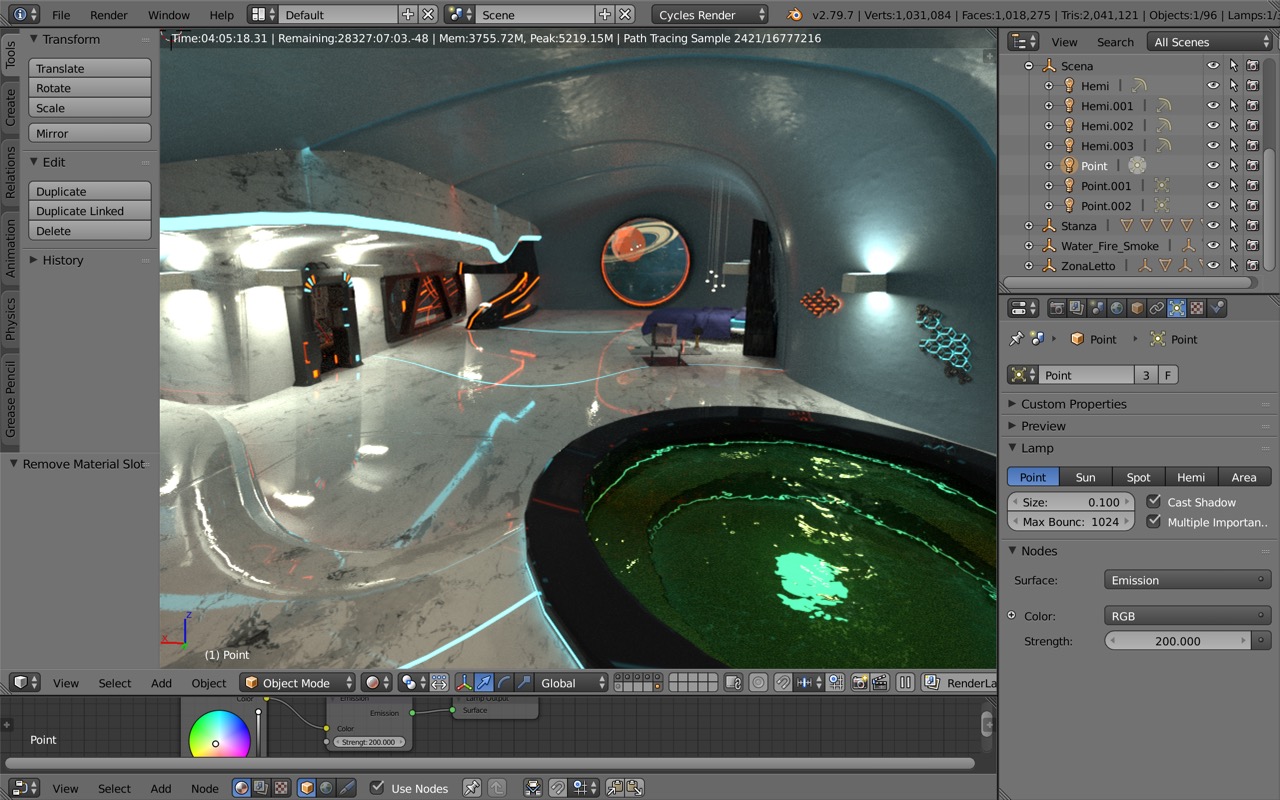 File Render Window Help Default Scene Cycles Render v2.79.7 | Verts:1,031,084 | Faces:1,018,275 | Tris:2,041,121 | Objects:1/96 | Lamps:1/
Time:04:05:18.31 | Remaining:28327:07:03.-48 | Mem:3755.72M, Peak:5219.15M | Path Tracing Sample 2421/16777216
Tools
Create
Relations
Animation
Physics
Grease Pencil
Transform
Translate
Rotate
Scale
Mirror
Edit
Duplicate
Duplicate Linked
Delete
History
Remove Material Slot
z
x
(1) Point
View Select Add Object Object Mode Global RenderLa
Color
Emission
Emission
Color
Strengt: 200.000
Lamp Output
Surface
Point
View Select Add Node Use Nodes
View Search All Scenes
Scena
Hemi
Hemi.001
Hemi.002
Hemi.003
Point
Point.001
Point.002
Stanza
Water_Fire_Smoke
ZonaLetto
Point Point
Point 3 F
Custom Properties
Preview
Lamp
Point Sun Spot Hemi Area
Size: 0.100 Cast Shadow
Max Bounc: 1024 Multiple Importan..
Nodes
Surface: Emission
Color: RGB
Strength: 200.000